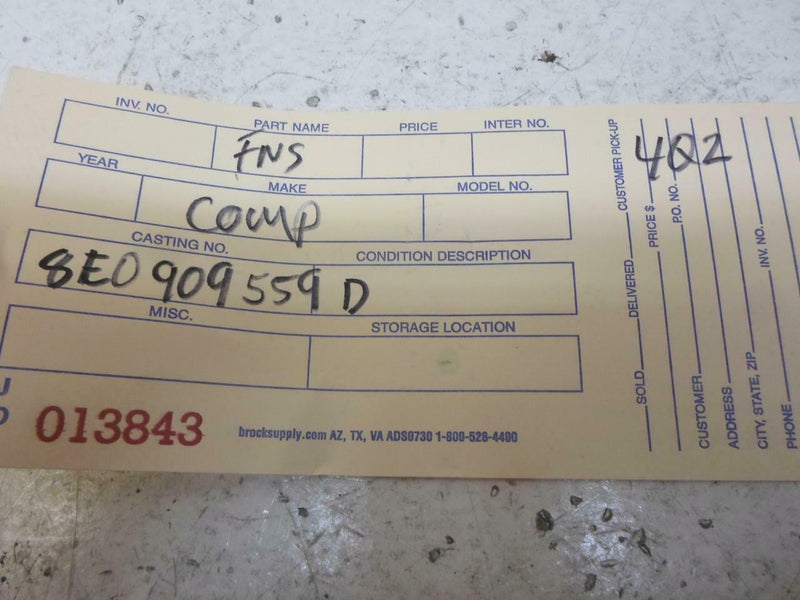 INV. NO. PART NAME PRICE INTER NO.
FNS
YEAR MAKE MODEL NO.
COMP
CASTING NO. CONDITION DESCRIPTION
8E0 909 559 D
MISC. STORAGE LOCATION
013843
brocksupply.com AZ, TX, VA ADS0730 1-800-528-4400
4Q2
SOLD DELIVERED CUSTOMER PICK-UP
PRICE $
P.O. NO.
CUSTOMER
ADDRESS
CITY, STATE, ZIP INV. NO.
PHONE